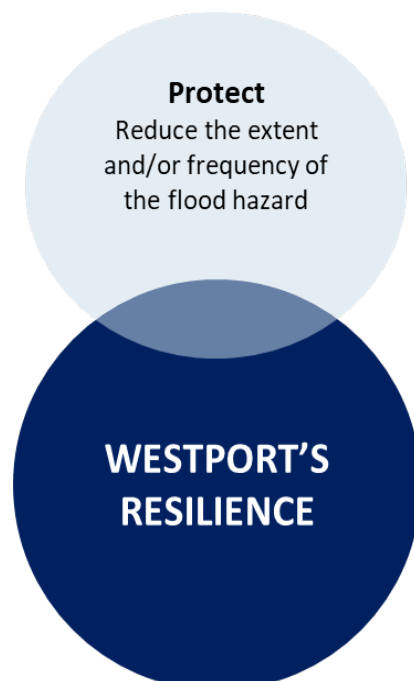 Protect
Reduce the extent
and/or frequency of
the flood hazard
WESTPORT’S
RESILIENCE